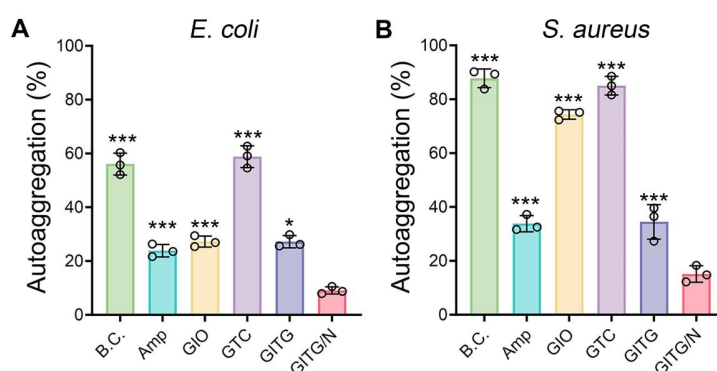 A
E. coli
Autoaggregation (%)
100
80
60
40
20
0
***
***
***
***
*
B.C.
Amp
GIO
GTC
GITG
GITG/N
B
S. aureus
Autoaggregation (%)
100
80
60
40
20
0
***
***
***
***
***
B.C.
Amp
GIO
GTC
GITG
GITG/N